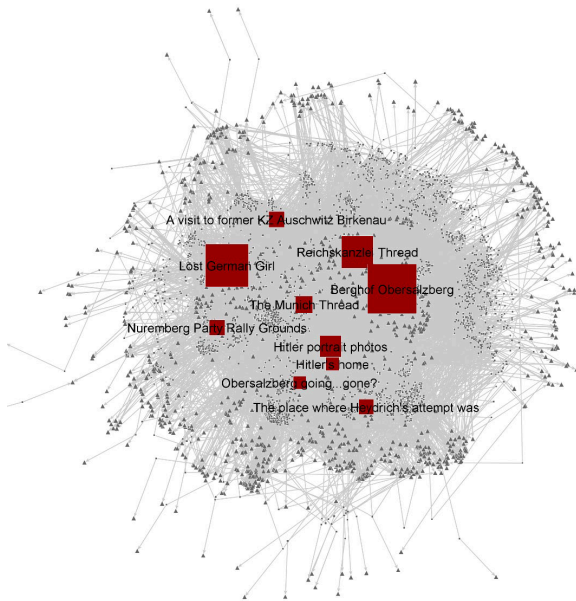 A visit to former KZ Auschwitz Birkenau
Reichskanzlei Thread
Lost German Girl
Berghof Obersalzberg
The Munich Thread
Nuremberg Party Rally Grounds
Hitler portrait photos
Hitler's home
Obersalzberg going...gone?
The place where Heydrich's attempt was